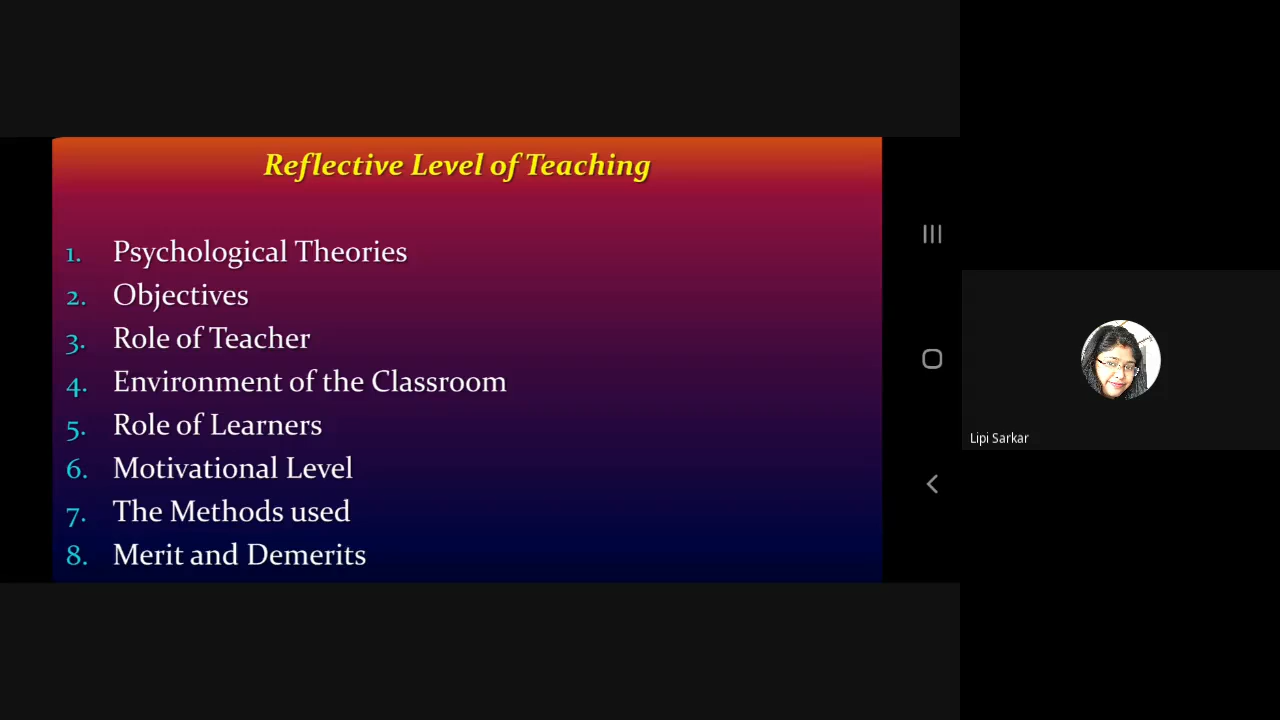 Reflective Level of Teaching
1. Psychological Theories
2. Objectives
3. Role of Teacher
4. Environment of the Classroom
5. Role of Learners
6. Motivational Level
7. The Methods used
8. Merit and Demerits
Lipi Sarkar